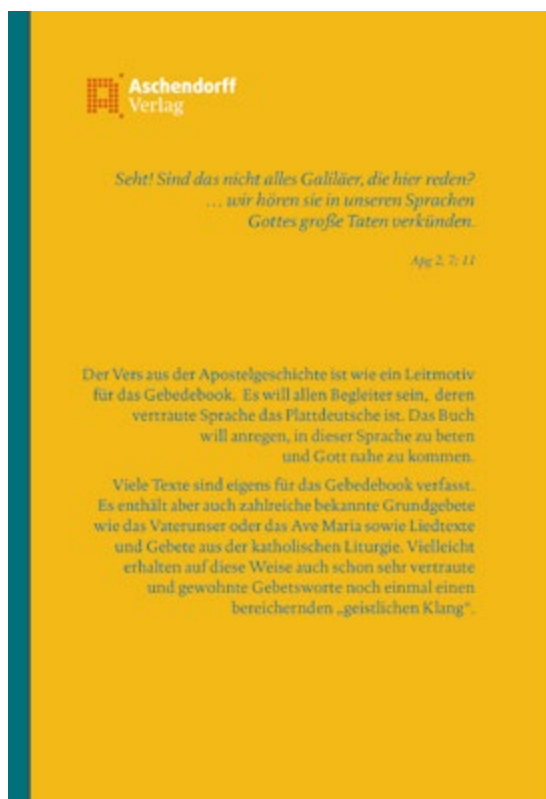 Aschendorff
Verlag
Seht! Sind das nicht alles Galiläer, die hier reden?
… wir hören sie in unseren Sprachen
Gottes große Taten verkünden.
Apg 2, 7; 11
Der Vers aus der Apostelgeschichte ist wie ein Leitmotiv
für das Gebedebook. Es will allen Begleiter sein, deren
vertraute Sprache das Plattdeutsche ist. Das Buch
will anregen, in dieser Sprache zu beten
und Gott nahe zu kommen.
Viele Texte sind eigens für das Gebedebook verfasst.
Es enthält aber auch zahlreiche bekannte Grundgebete
wie das Vaterunser oder das Ave Maria sowie Liedtexte
und Gebete aus der katholischen Liturgie. Vielleicht
erhalten auf diese Weise auch schon sehr vertraute
und gewohnte Gebetsworte noch einmal einen
bereichernden „geistlichen Klang“.